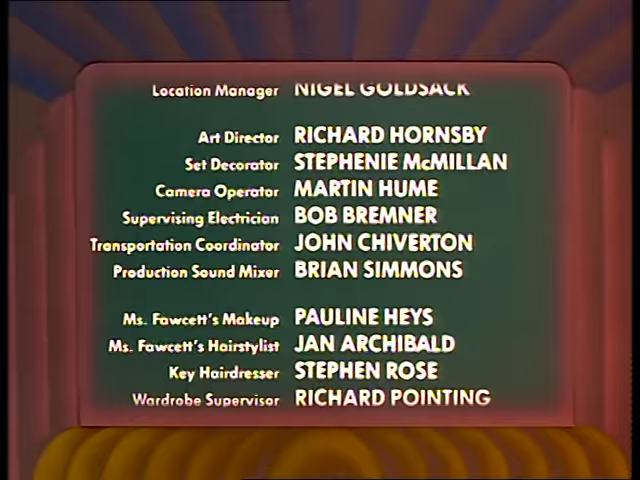 Location Manager NIGEL GOLDSACK
Art Director RICHARD HORNSBY
Set Decorator STEPHENIE McMILLAN
Camera Operator MARTIN HUME
Supervising Electrician BOB BREMNER
Transportation Coordinator JOHN CHIVERTON
Production Sound Mixer BRIAN SIMMONS
Ms. Fawcett's Makeup PAULINE HEYS
Ms. Fawcett's Hairstylist JAN ARCHIBALD
Key Hairdresser STEPHEN ROSE
Wardrobe Supervisor RICHARD POINTING